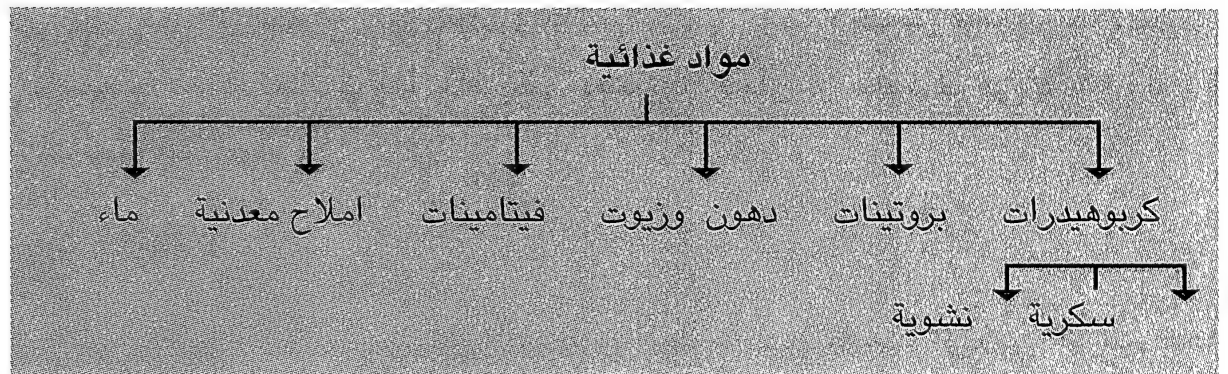 مواد غذائية
كربوهيدرات بروتينات دهون وزيوت فيتامينات املاح معدنية ماء
سكرية نشوية